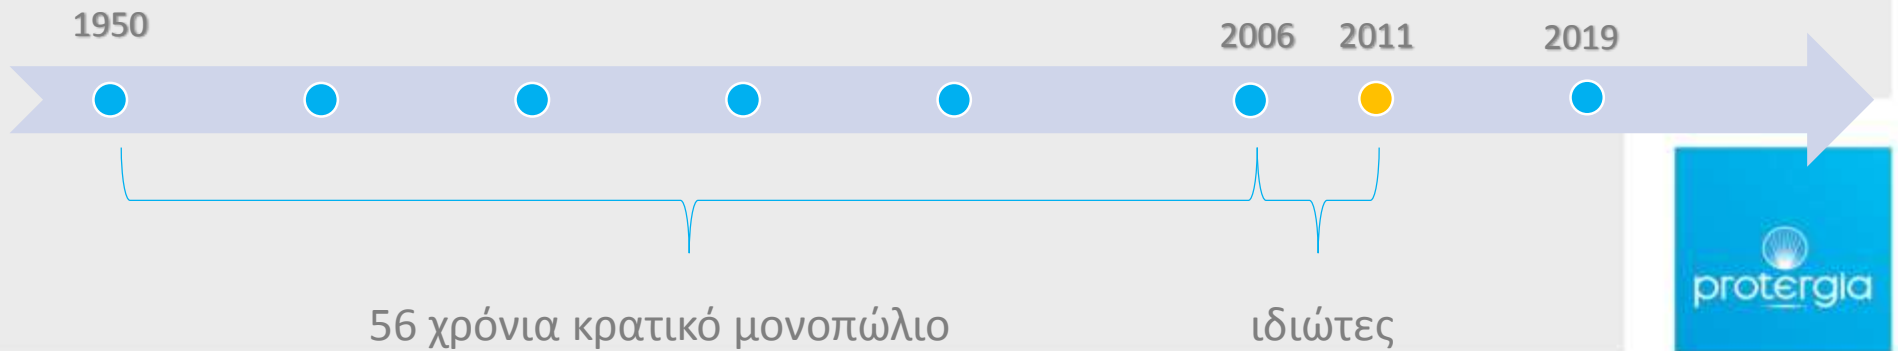 1950 2006 2011 2019
56 χρόνια κρατικό μονοπώλιο ιδιώτες
protergia